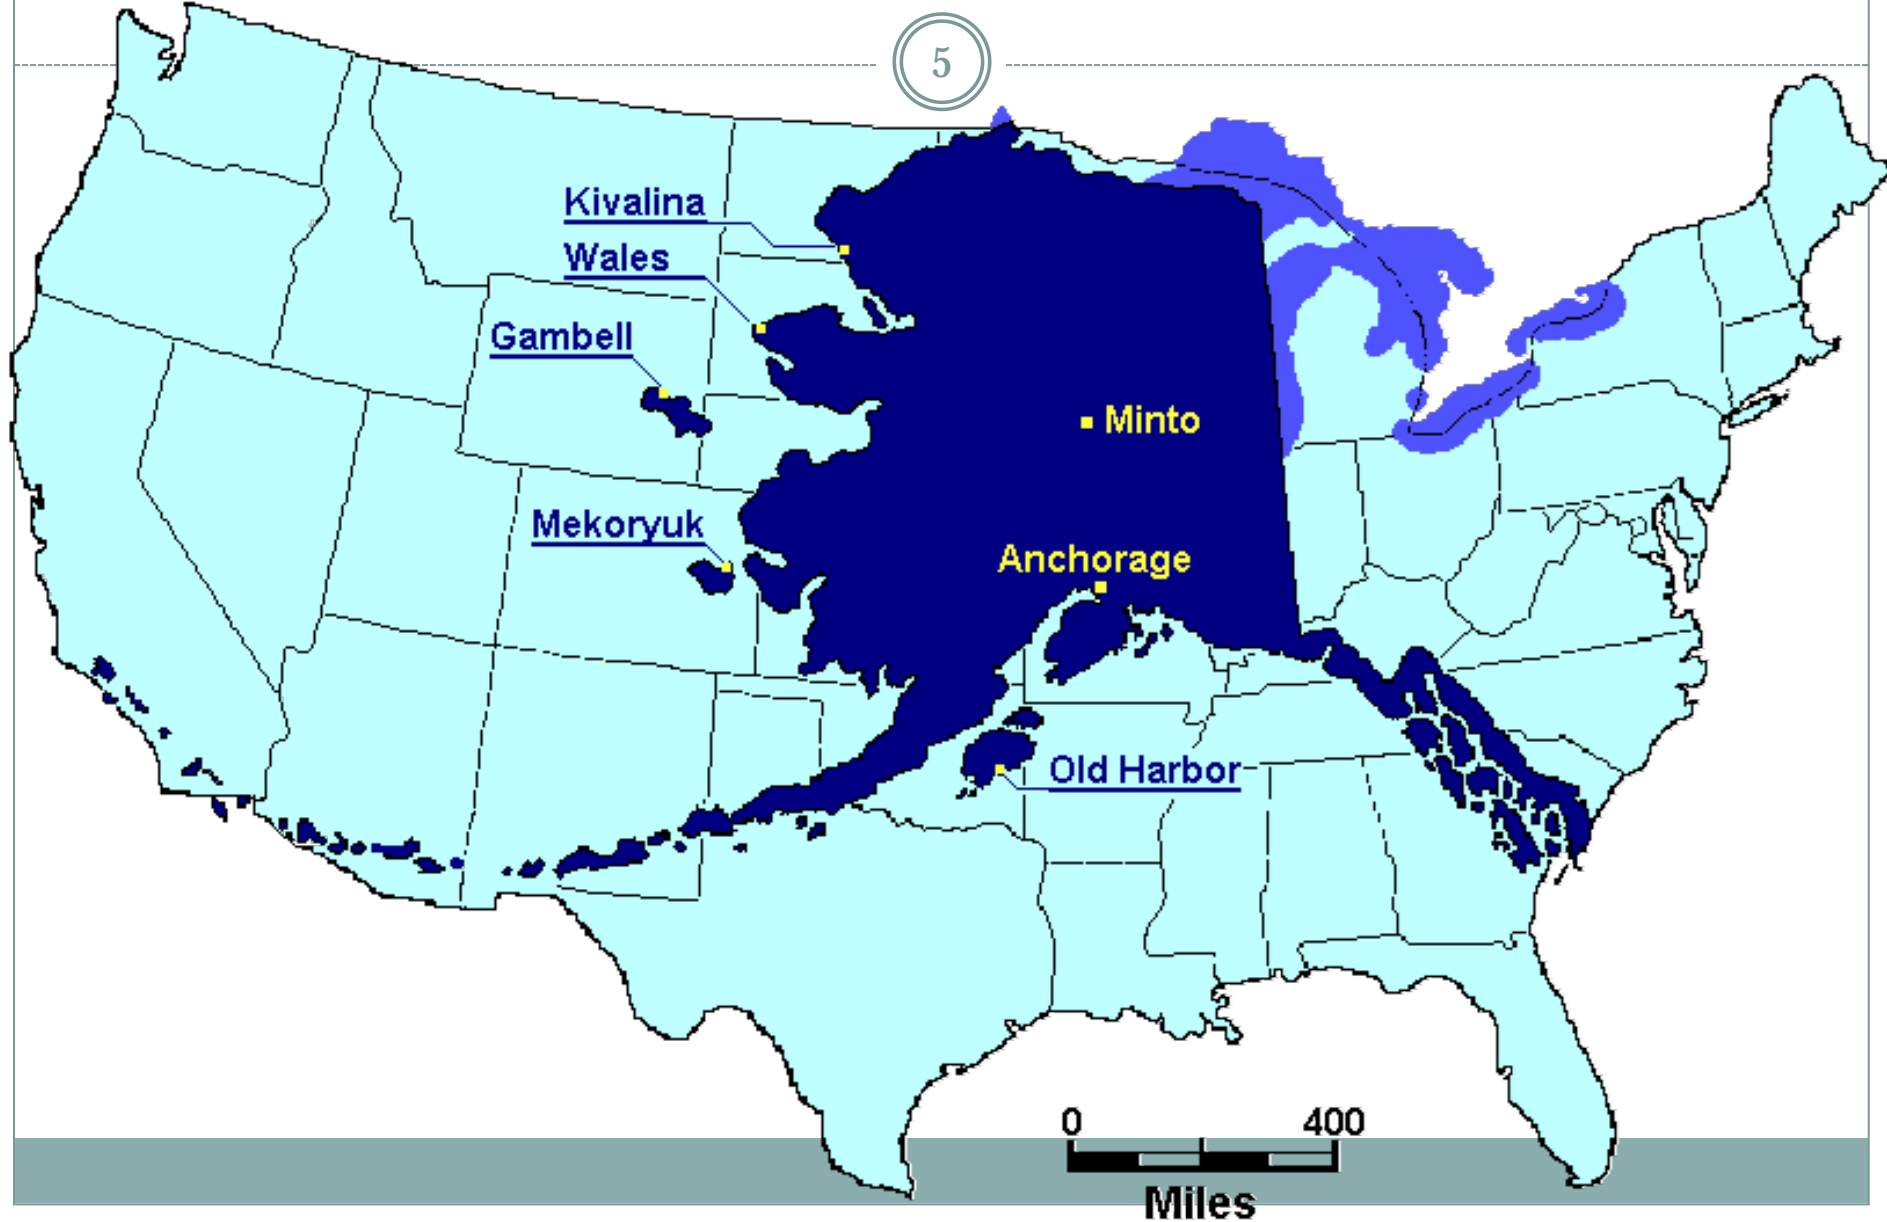 5
Kivalina
Wales
Gambell
Minto
Mekoryuk
Anchorage
Old Harbor
0 400
Miles